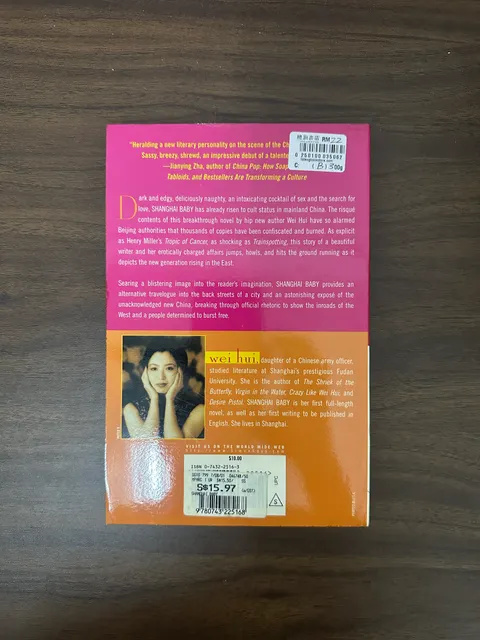 "Heralding a new literary personality on the scene of the Ch
Sassy, breezy, shrewd, an impressive debut of a talente
—Jianying Zha, author of China Pop: How Soap
Tabloids, and Bestsellers Are Transforming a Culture
RM
Dark and edgy, deliciously naughty, an intoxicating cocktail of sex and the search for
love, SHANGHAI BABY has already risen to cult status in mainland China. The risqué
contents of this breakthrough novel by hip new author Wei Hui have so alarmed
Beijing authorities that thousands of copies have been confiscated and burned. As explicit
as Henry Miller's Tropic of Cancer, as shocking as Trainspotting, this story of a beautiful
writer and her erotically charged affairs jumps, howls, and hits the ground running as it
depicts the new generation rising in the East.
Searing a blistering image into the reader's imagination, SHANGHAI BABY provides an
alternative travelogue into the back streets of a city and an astonishing exposé of the
unacknowledged new China, breaking through official rhetoric to show the inroads of the
West and a people determined to burst free.
wei hui, daughter of a Chinese army officer,
studied literature at Shanghai's prestigious Fudan
University. She is the author of The Shriek of the
Butterfly, Virgin in the Water, Crazy Like Wei Hui, and
Desire Pistol. SHANGHAI BABY is her first full-length
novel, as well as her first writing to be published in
English. She lives in Shanghai.
VISIT US ON THE WORLD WIDE WEB
$10.00
ISBN 0-7432-2516-3
S$15.97
SHANGHAI BABY
9780743225168